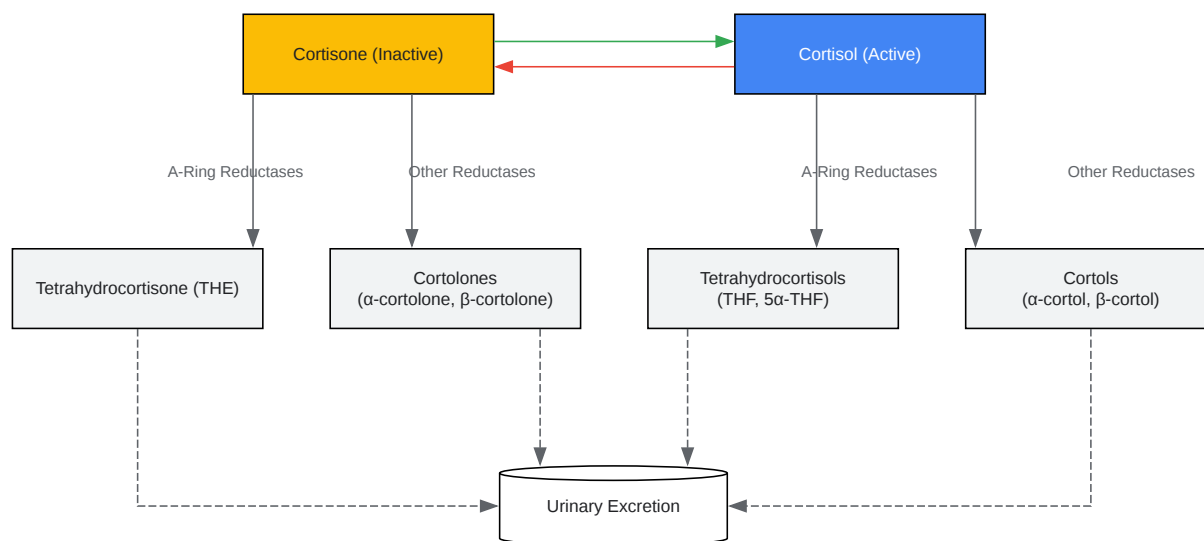 Cortisone (Inactive)
Cortisol (Active)
A-Ring Reductases
Other Reductases
A-Ring Reductases
Other Reductases
Tetrahydrocortisone (THE)
Cortolones
(α-cortolone, β-cortolone)
Tetrahydrocortisols
(THF, 5α-THF)
Cortols
(α-cortol, β-cortol)
Urinary Excretion